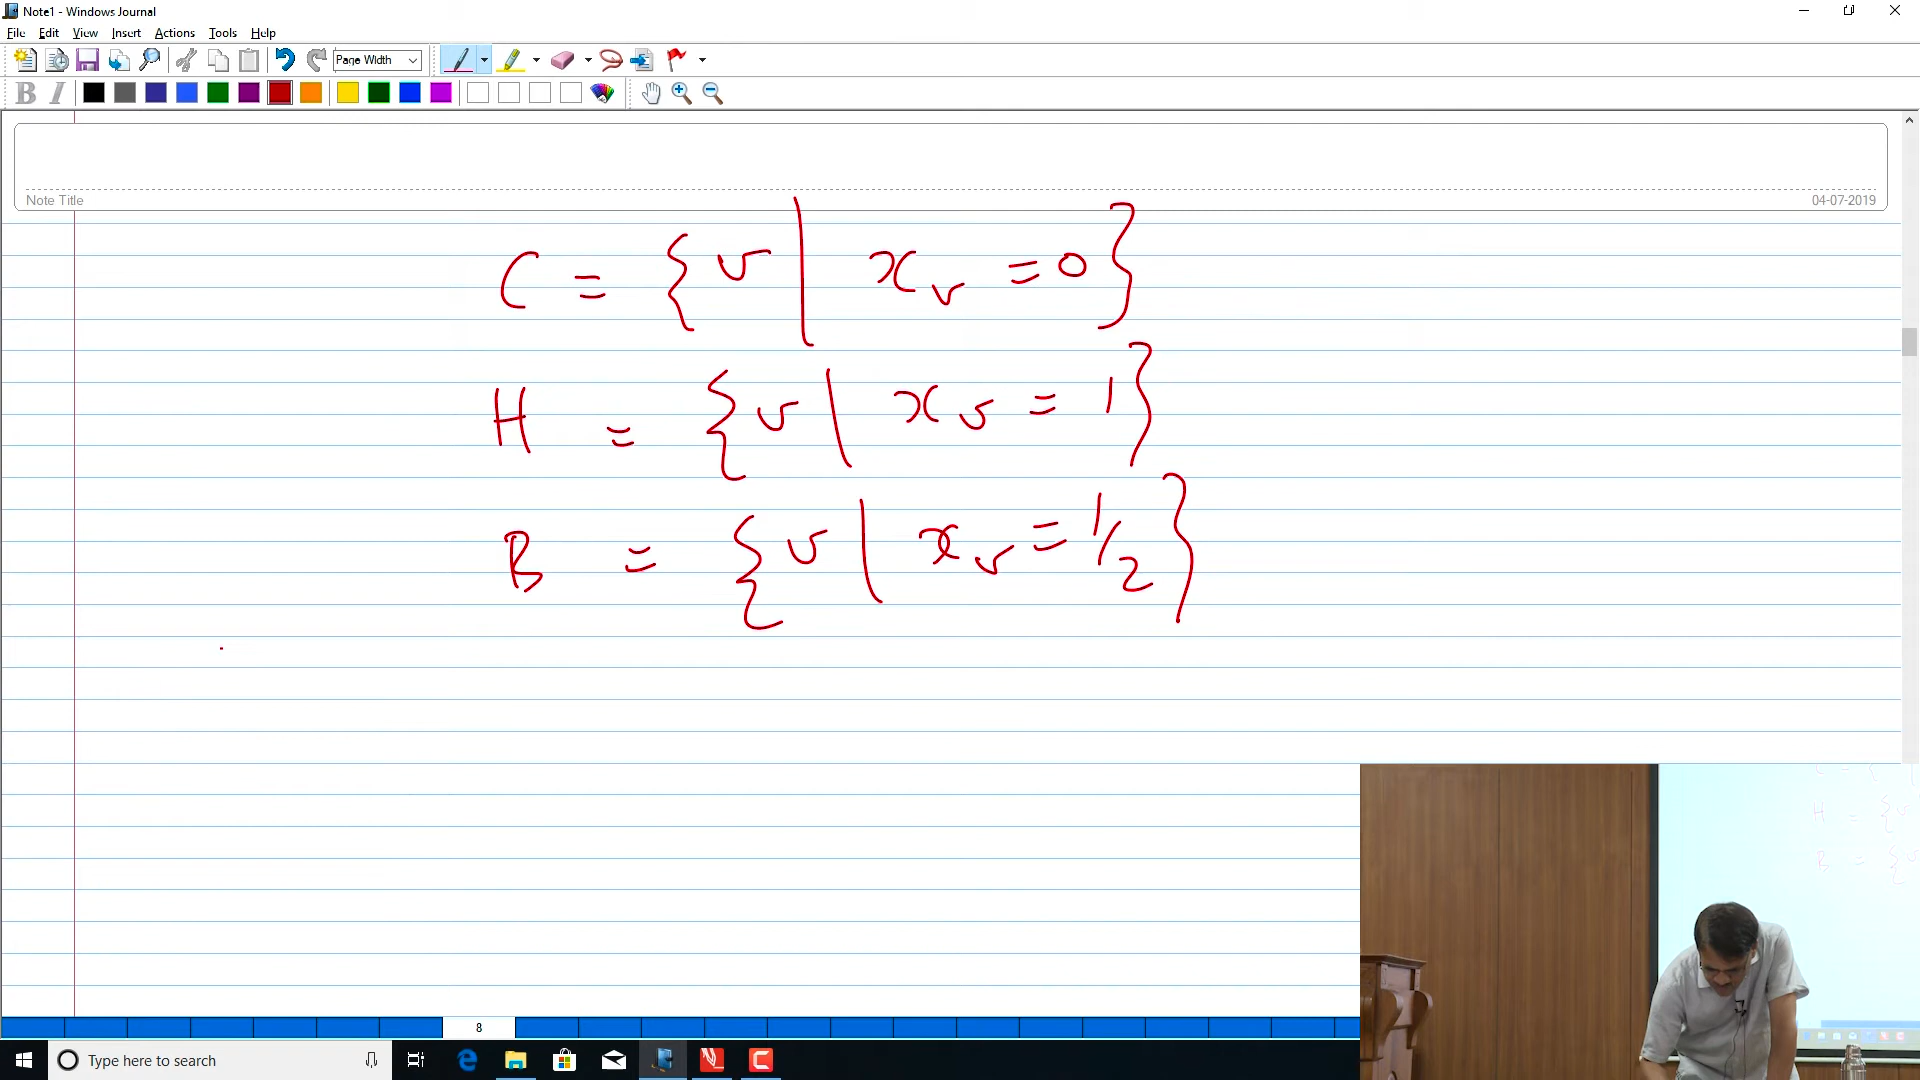 Note1 - Windows Journal
File Edit View Insert Actions Tools Help
Page Width
B I
Note Title
04-07-2019
C = { v | x_v = 0 }
H = { v | x_v = 1 }
B = { v | x_v = 1/2 }
H = { v
B = { v
8
Type here to search